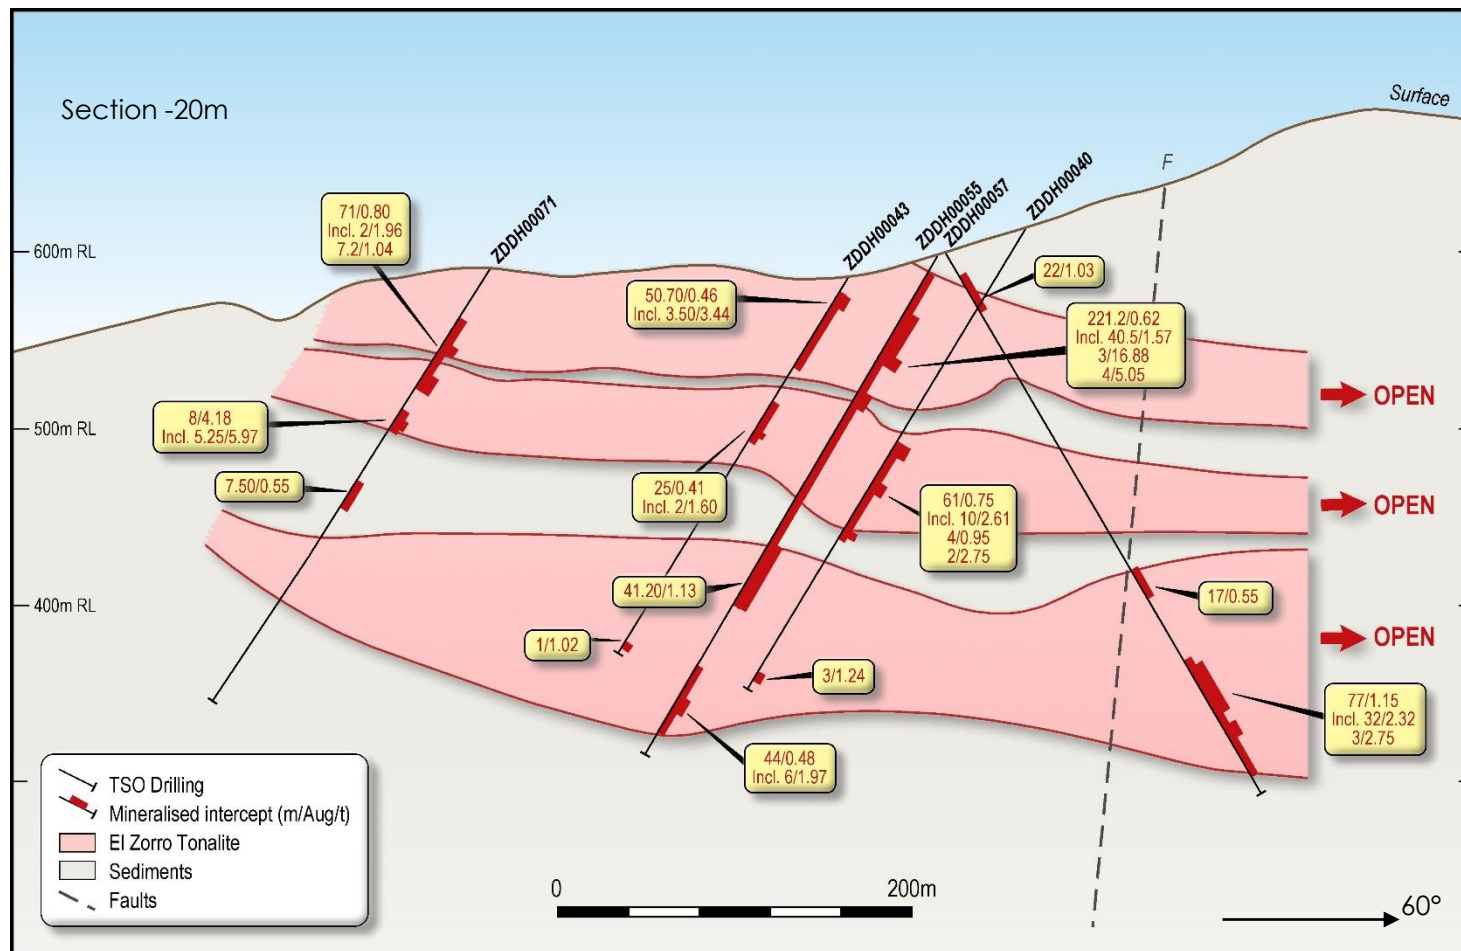 Section -20m
Surface
F
ZDDH00071
ZDDH00043
ZDDH00055
ZDDH00057
ZDDH00040
600m RL
500m RL
400m RL
71/0.80
Incl. 2/1.96
7.2/1.04
50.70/0.46
Incl. 3.50/3.44
22/1.03
221.2/0.62
Incl. 40.5/1.57
3/16.88
4/5.05
OPEN
8/4.18
Incl. 5.25/5.97
7.50/0.55
25/0.41
Incl. 2/1.60
61/0.75
Incl. 10/2.61
4/0.95
2/2.75
OPEN
41.20/1.13
17/0.55
1/1.02
3/1.24
OPEN
77/1.15
Incl. 32/2.32
3/2.75
44/0.48
Incl. 6/1.97
TSO Drilling
Mineralised intercept (m/Aug/t)
El Zorro Tonalite
Sediments
Faults
0
200m
60°